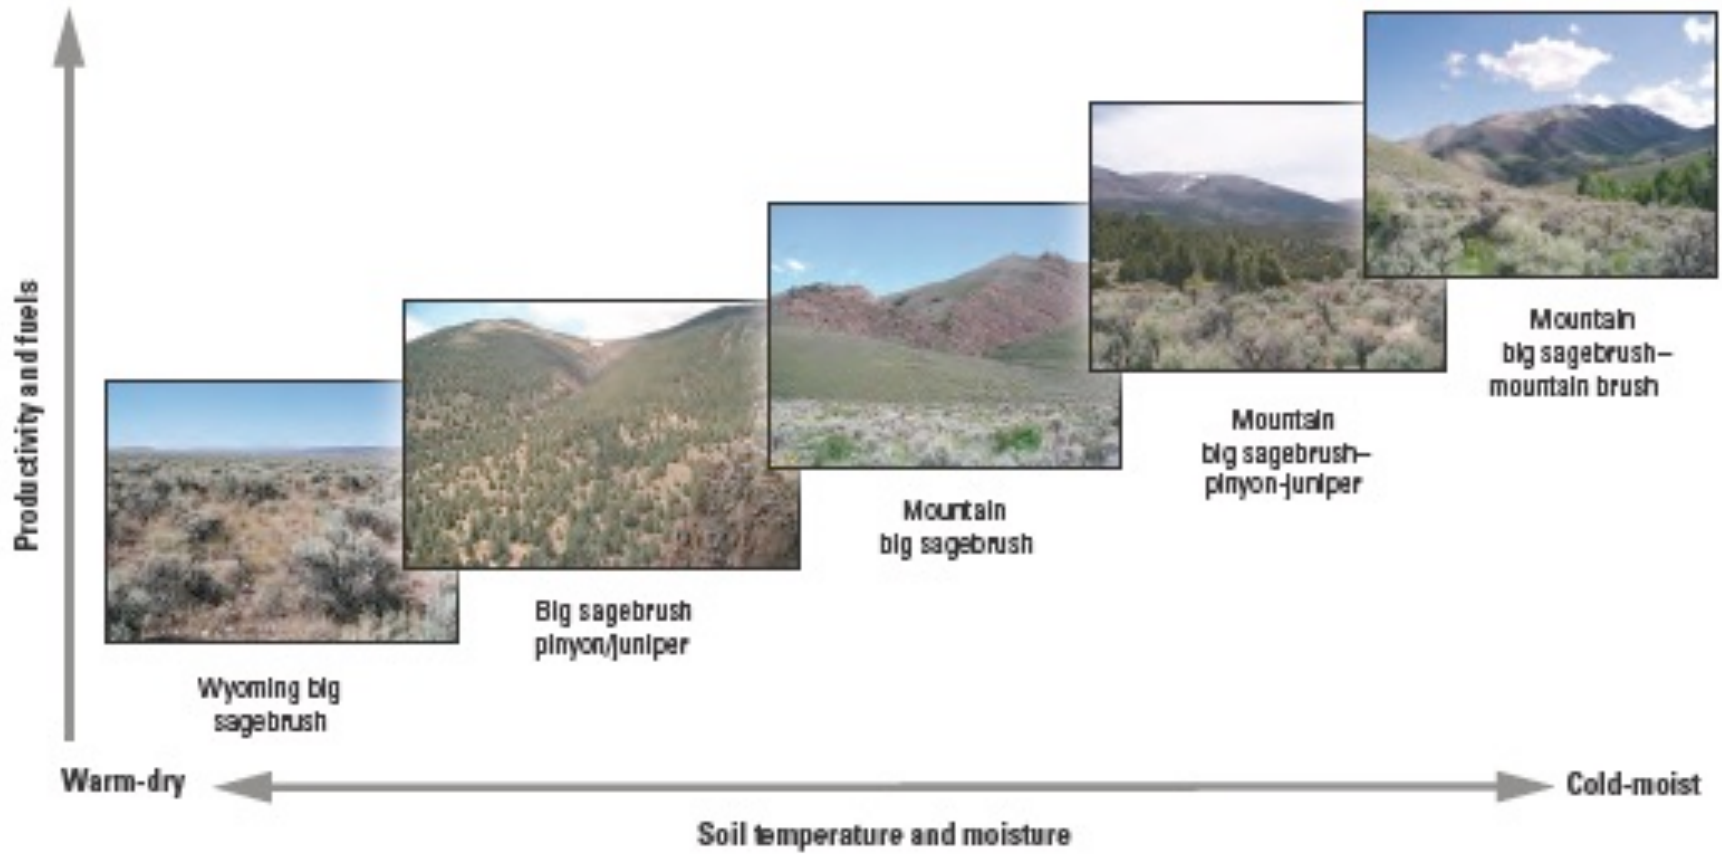 Productivity and fuels
Wyoming big
sagebrush
Big sagebrush
pinyon/juniper
Mountain
big sagebrush
Mountain
big sagebrush–
pinyon-juniper
Mountain
big sagebrush–
mountain brush
Warm-dry
Cold-moist
Soil temperature and moisture